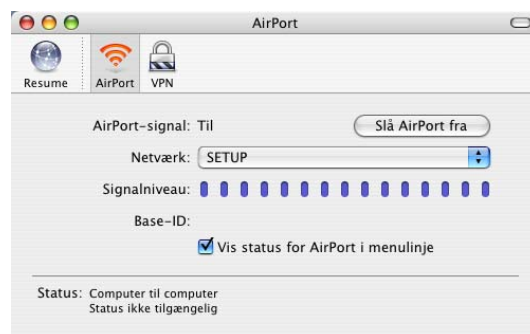 AirPort
Resume AirPort VPN
AirPort-signal: Til Slå AirPort fra
Netværk: SETUP
Signalniveau:
Base-ID:
Vis status for AirPort i menulinje
Status: Computer til computer
Status ikke tilgængelig